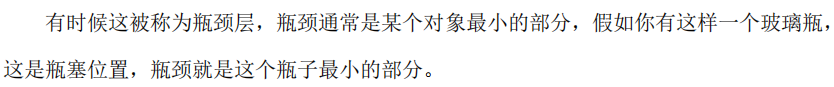 有时候这被称为瓶颈层，瓶颈通常是某个对象最小的部分，假如你有这样一个玻璃瓶，
这是瓶塞位置，瓶颈就是这个瓶子最小的部分。